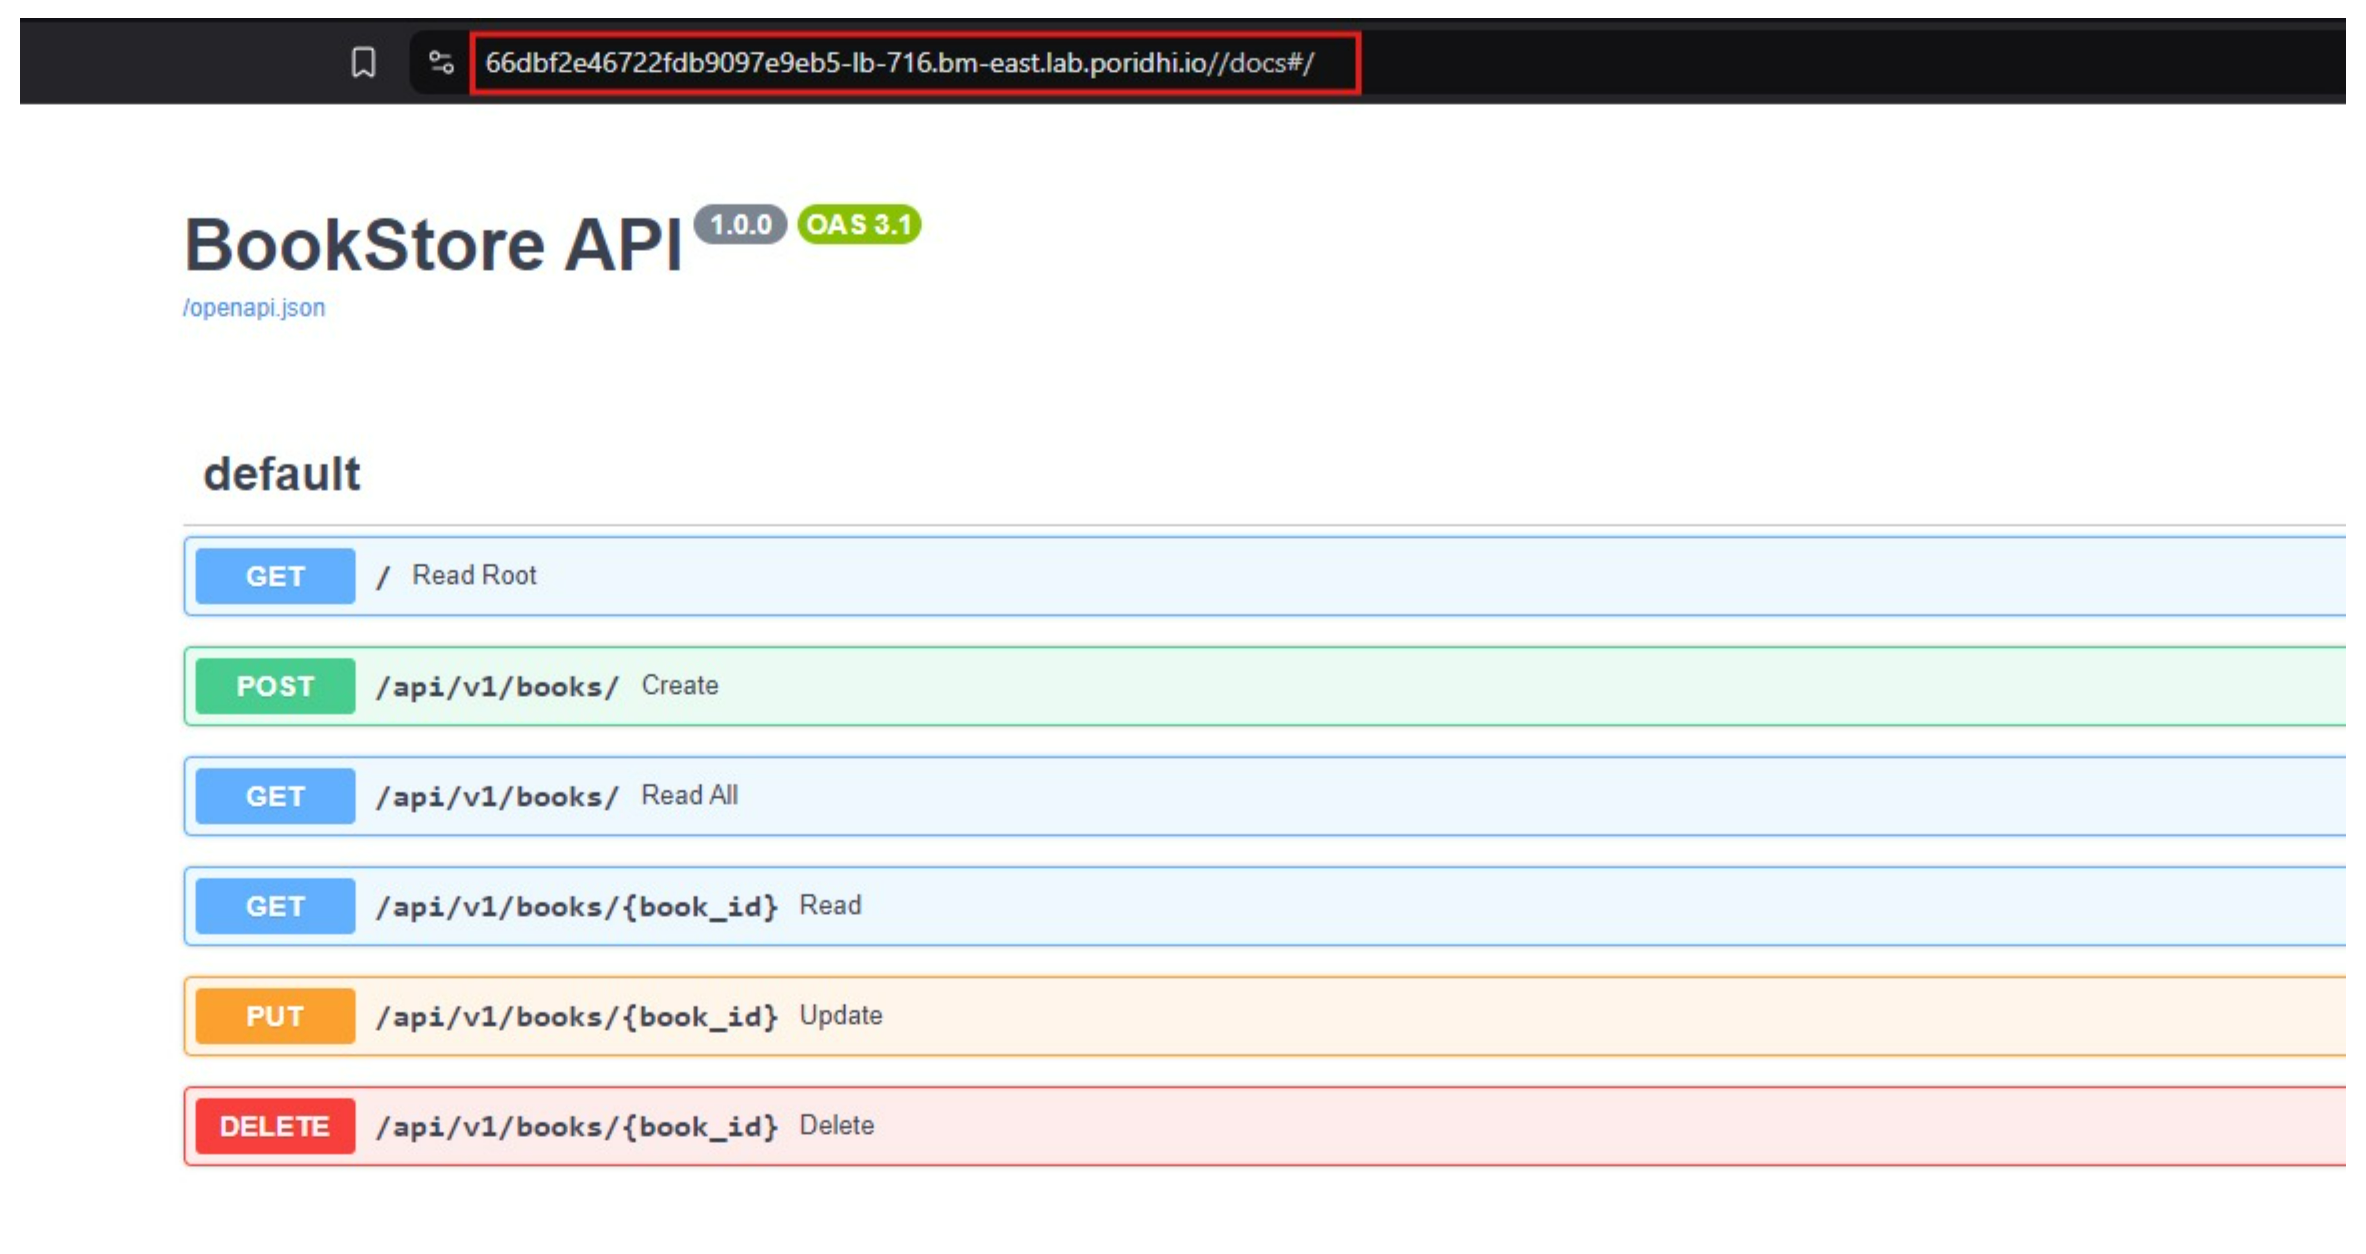 66dbf2e46722fdb9097e9eb5-lb-716.bm-east.lab.poridhi.io//docs#/
BookStore API 1.0.0 OAS 3.1
/openapi.json
default
GET / Read Root
POST /api/v1/books/ Create
GET /api/v1/books/ Read All
GET /api/v1/books/{book_id} Read
PUT /api/v1/books/{book_id} Update
DELETE /api/v1/books/{book_id} Delete